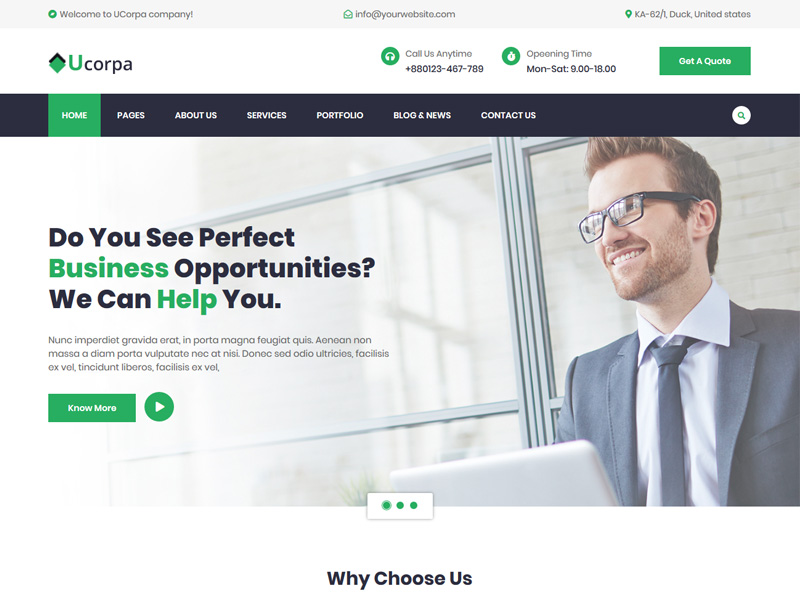 Welcome to UCorpa company!
info@yourwebsite.com
KA-62/1, Duck, United states
Ucorpa
Call Us Anytime
+880123-467-789
Opeening Time
Mon-Sat: 9.00-18.00
Get A Quote
HOME PAGES ABOUT US SERVICES PORTFOLIO BLOG & NEWS CONTACT US
Do You See Perfect
Business Opportunities?
We Can Help You.
Nunc imperdiet gravida erat, in porta magna feugiat quis. Aenean non
massa a diam porta vulputate nec at nisi. Donec sed odio ultricies, facilisis
ex vel, tincidunt liberos, facilisis ex vel,
Know More
Why Choose Us